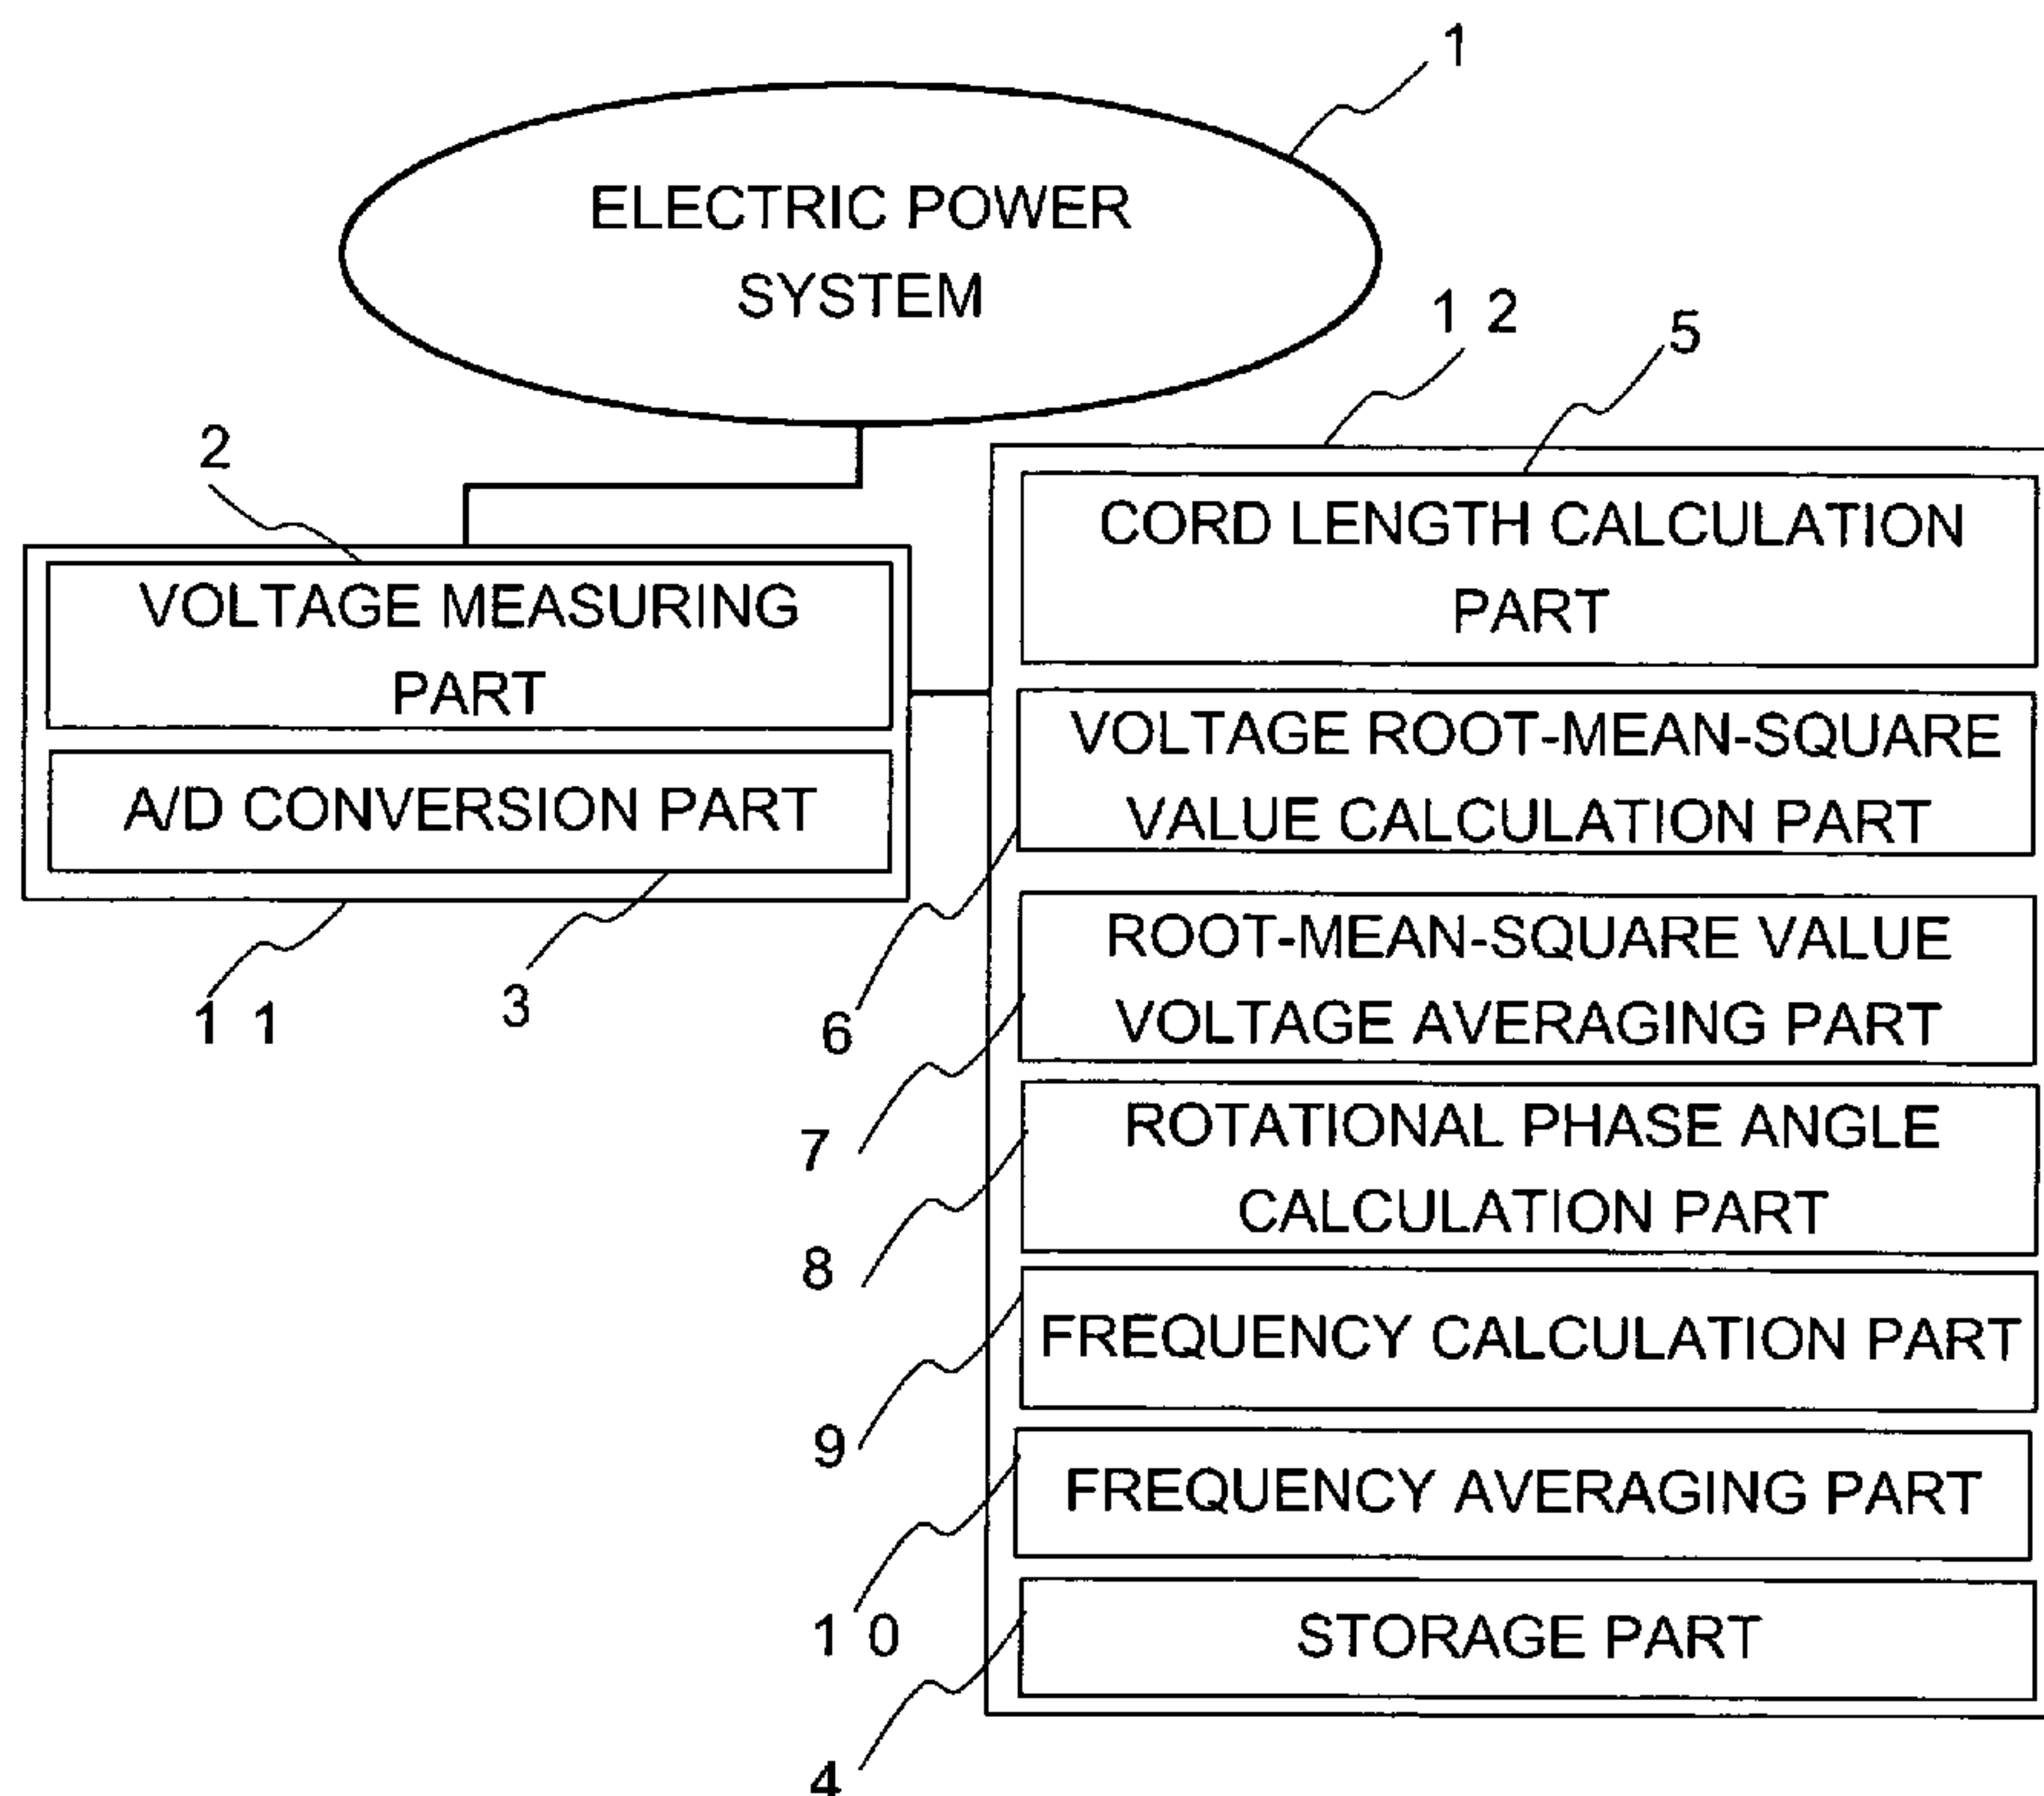 1
ELECTRIC POWER
SYSTEM
1 2
5
2
CORD LENGTH CALCULATION
PART
VOLTAGE MEASURING
PART
A/D CONVERSION PART
VOLTAGE ROOT-MEAN-SQUARE
VALUE CALCULATION PART
1 1
3
6
ROOT-MEAN-SQUARE VALUE
VOLTAGE AVERAGING PART
7
ROTATIONAL PHASE ANGLE
CALCULATION PART
8
FREQUENCY CALCULATION PART
9
FREQUENCY AVERAGING PART
1 0
STORAGE PART
4